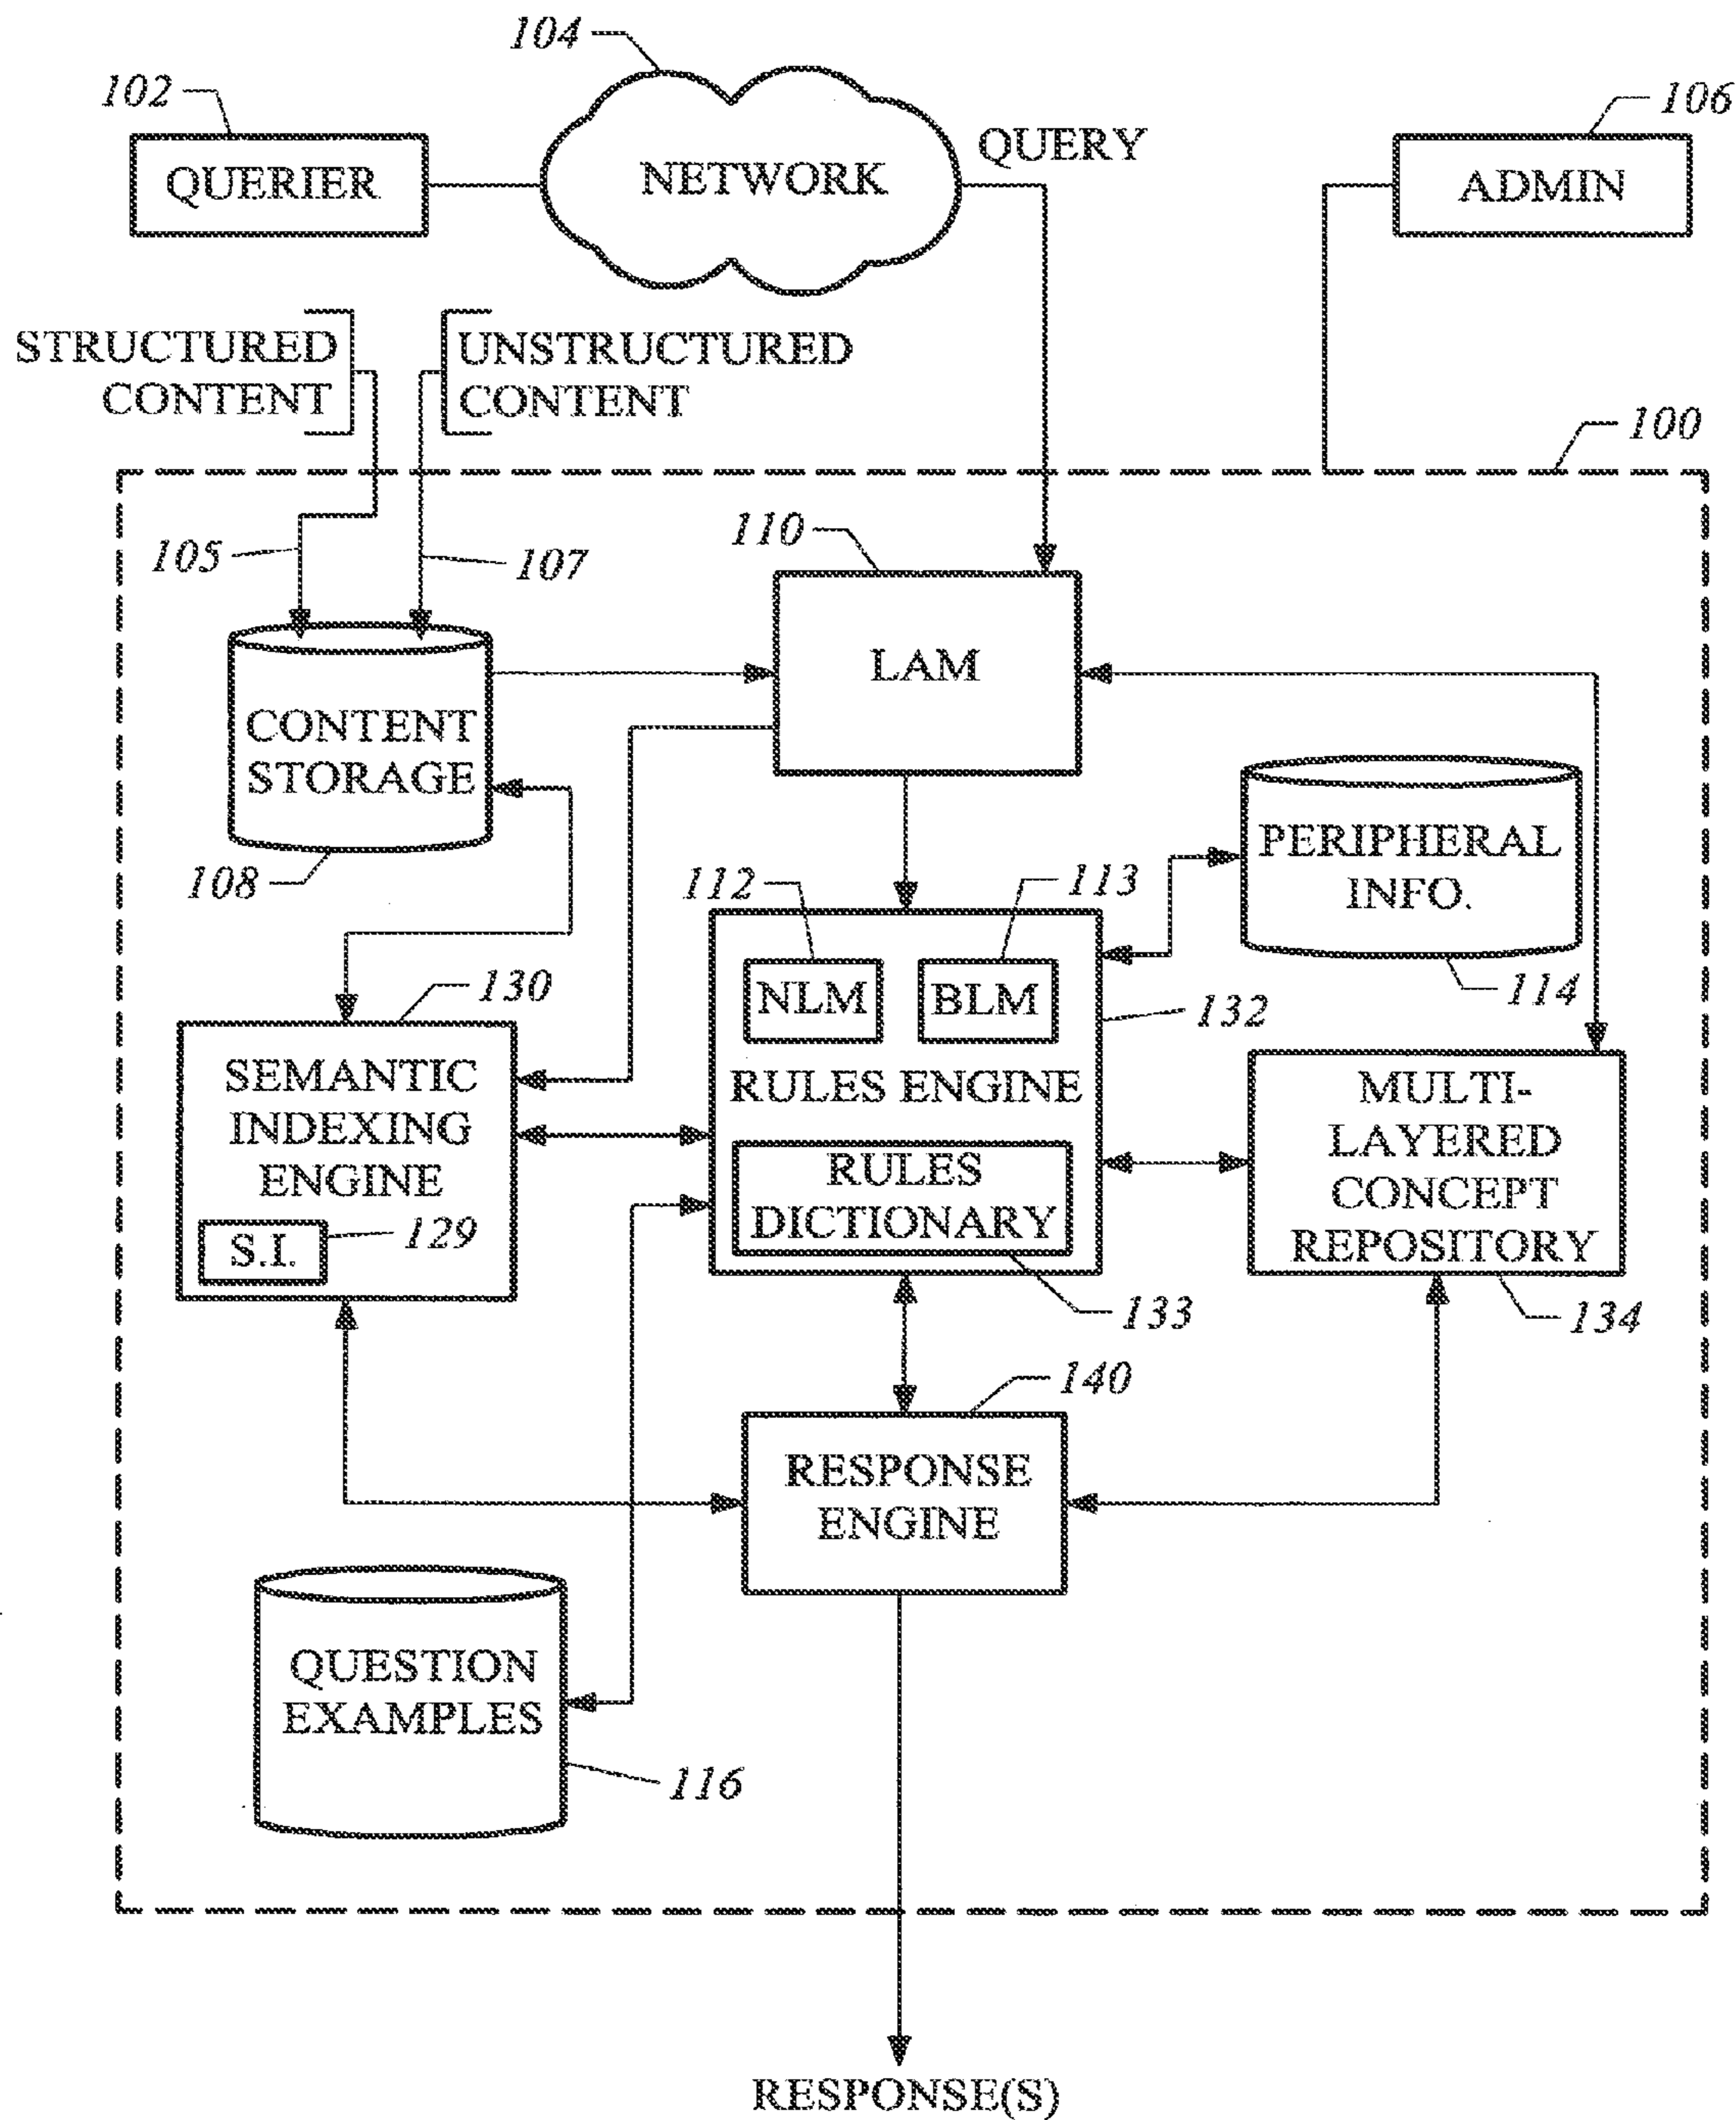 104
102
106
QUERIER
NETWORK
QUERY
ADMIN
STRUCTURED
CONTENT
UNSTRUCTURED
CONTENT
100
105
107
110
LAM
CONTENT
STORAGE
108
PERIPHERAL
INFO.
114
112
113
NLM
BLM
132
RULES ENGINE
RULES
DICTIONARY
133
130
SEMANTIC
INDEXING
ENGINE
S.I.
129
MULTI-
LAYERED
CONCEPT
REPOSITORY
134
140
RESPONSE
ENGINE
QUESTION
EXAMPLES
116
RESPONSE(S)